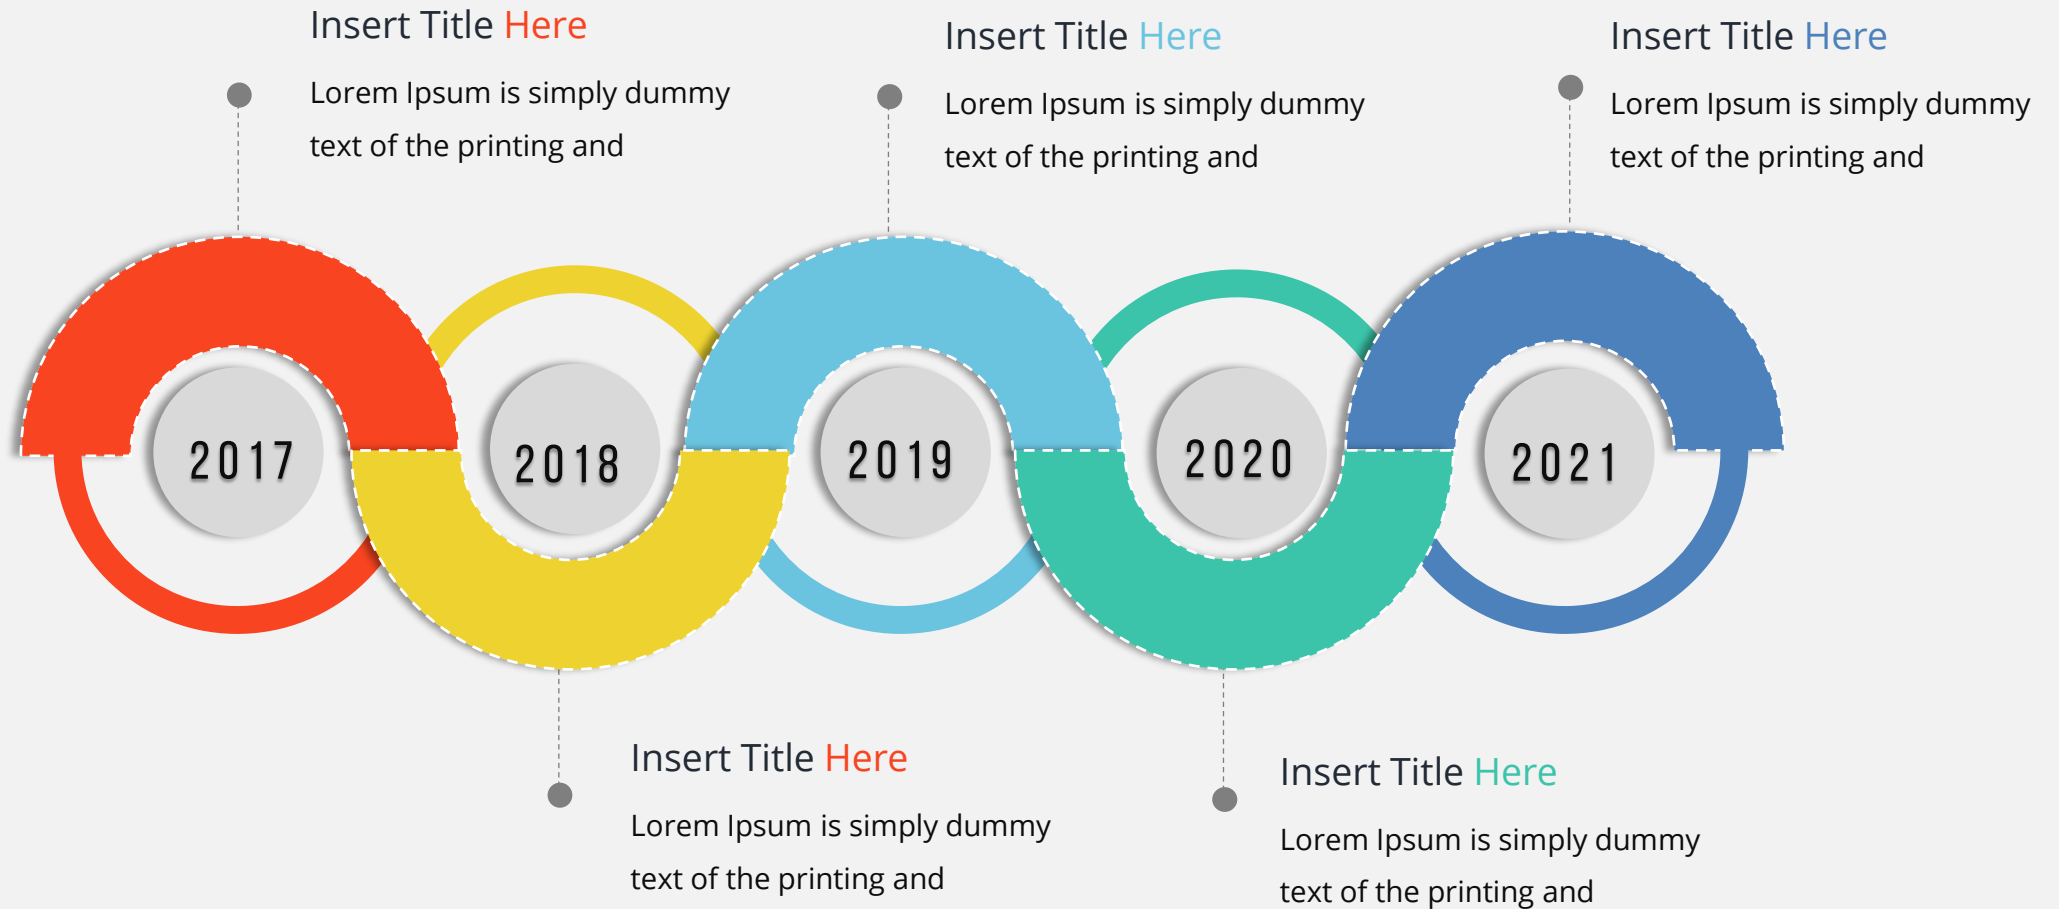 Insert Title Here
Lorem Ipsum is simply dummy
text of the printing and
Insert Title Here
Lorem Ipsum is simply dummy
text of the printing and
Insert Title Here
Lorem Ipsum is simply dummy
text of the printing and
2017
2018
2019
2020
2021
Insert Title Here
Lorem Ipsum is simply dummy
text of the printing and
Insert Title Here
Lorem Ipsum is simply dummy
text of the printing and